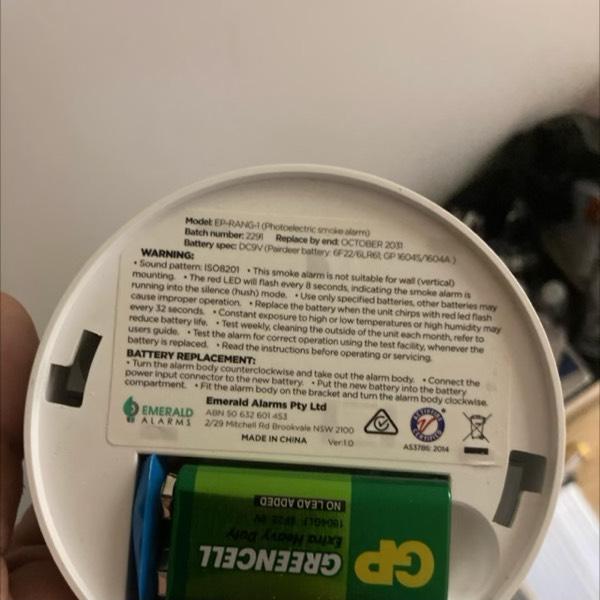 Model: EP-RANG-1 (Photoelectric smoke alarm)
Batch number: 2291 Replace by end: OCTOBER 2031
Battery spec: DC9V (Pairdeer battery: 6F22/6LR61; GP 1604S/1604A )
WARNING:
• Sound pattern: ISO8201 • This smoke alarm is not suitable for wall (vertical)
mounting. • The red LED will flash every 8 seconds, indicating the smoke alarm is
running into the silence (hush) mode. • Use only specified batteries, other batteries may
cause improper operation. • Replace the battery when the unit chirps with red led flash
every 32 seconds. • Constant exposure to high or low temperatures or high humidity may
reduce battery life. • Test weekly, cleaning the outside of the unit each month, refer to
users guide. • Test the alarm for correct operation using the test facility, whenever the
battery is replaced. • Read the instructions before operating or servicing.
BATTERY REPLACEMENT:
• Turn the alarm body counterclockwise and take out the alarm body. • Connect the
power input connector to the new battery. • Put the new battery into the battery
compartment. • Fit the alarm body on the bracket and turn the alarm body clockwise.
EMERALD
ALARMS
Emerald Alarms Pty Ltd
ABN 50 632 601 453
2/29 Mitchell Rd Brookvale NSW 2100
MADE IN CHINA Ver:1.0
AS3786: 2014
NO LEAD ADDED
1604GLF 6F22 9V
Extra Heavy Duty
GREENCELL
GP